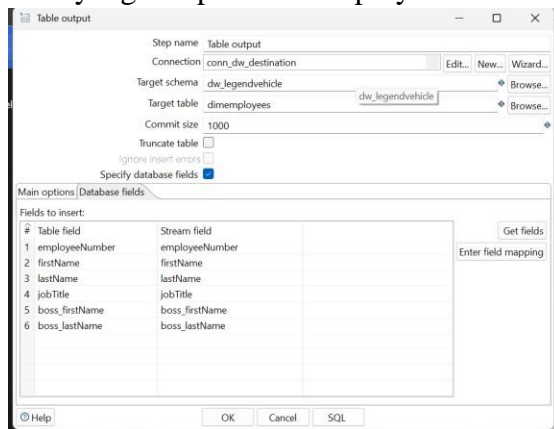 Table output
Step name Table output
Connection conn_dw_destination Edit... New... Wizard...
Target schema dw_legendvehicle Browse...
dw_legendvehicle
Target table dimemployees Browse...
Commit size 1000
Truncate table
Ignore insert errors
Specify database fields
Main options Database fields
Fields to insert:
# Table field Stream field Get fields
1 employeeNumber employeeNumber Enter field mapping
2 firstName firstName
3 lastName lastName
4 jobTitle jobTitle
5 boss_firstName boss_firstName
6 boss_lastName boss_lastName
Help OK Cancel SQL